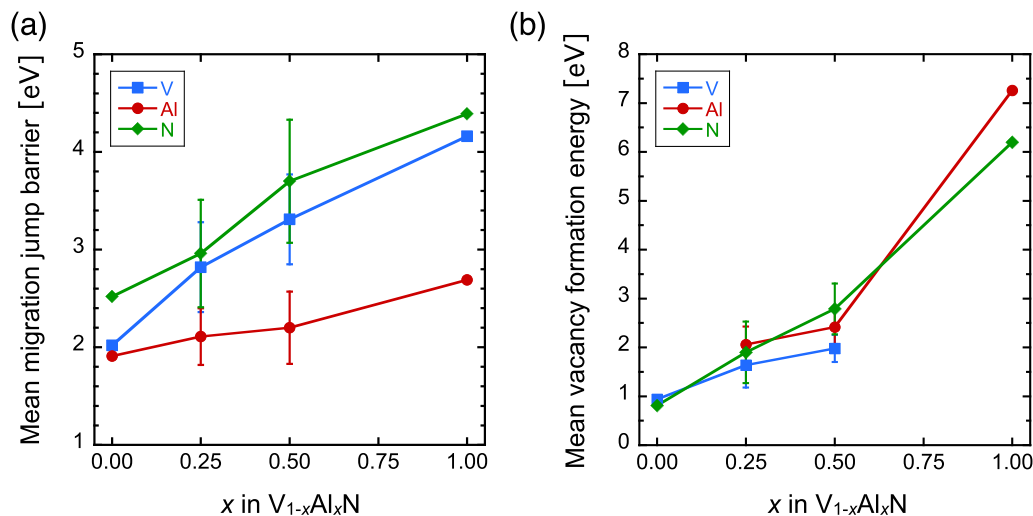 (a)
Mean migration jump barrier [eV]
5
4
3
2
1
V
Al
N
0.00 0.25 0.50 0.75 1.00
x in V1-xAlxN
(b)
Mean vacancy formation energy [eV]
8
7
6
5
4
3
2
1
0
V
Al
N
0.00 0.25 0.50 0.75 1.00
x in V1-xAlxN